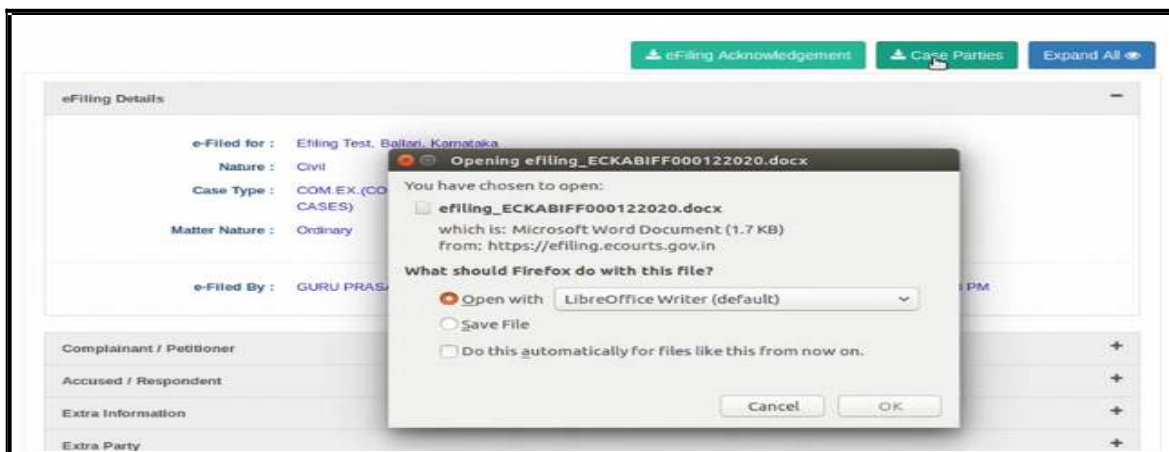 eFiling Acknowledgement Case Parties Expand All
eFiling Details
e-Filed for : Efiling Test, Ballari, Karnataka
Opening efiling_ECKABIFF000122020.docx
Nature : Civil
You have chosen to open:
Case Type : COM.EX.(CO
CASES)
efiling_ECKABIFF000122020.docx
which is: Microsoft Word Document (1.7 KB)
Matter Nature : Ordinary
from: https://efiling.ecourts.gov.in
What should Firefox do with this file?
e-Filed By : GURU PRASA PM
Open with LibreOffice Writer (default)
Save File
Complainant / Petitioner
Do this automatically for files like this from now on.
Accused / Respondent
Cancel OK
Extra Information
Extra Party